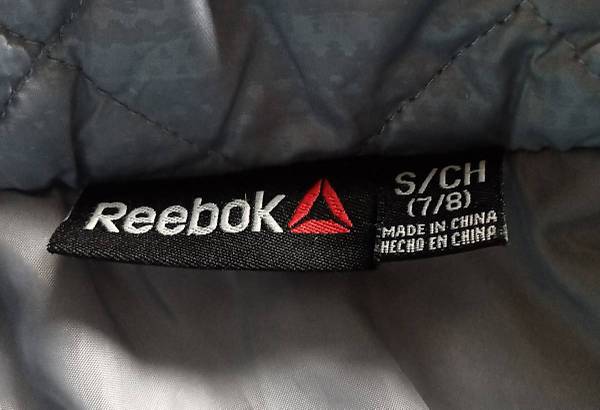 Reebok
S/CH
(7/8)
MADE IN CHINA
HECHO EN CHINA